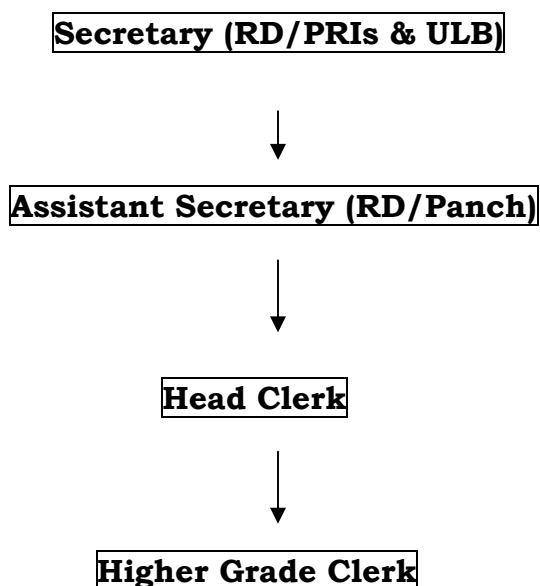 Secretary (RD/PRIs & ULB)
Assistant Secretary (RD/Panch)
Head Clerk
Higher Grade Clerk